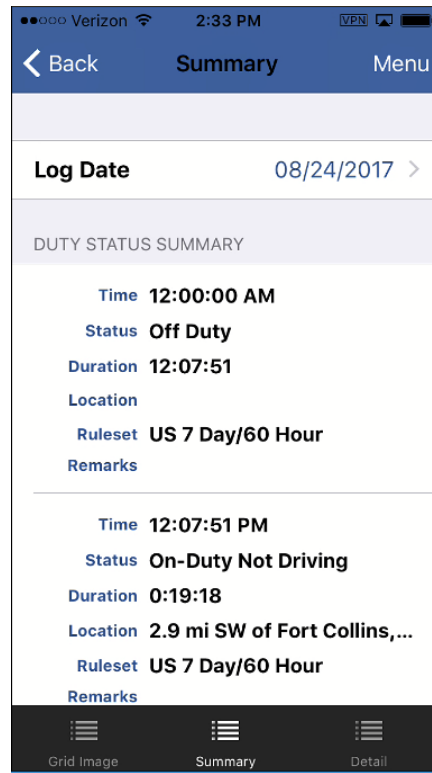 Verizon 2:33 PM VPN
Back Summary Menu
Log Date 08/24/2017
DUTY STATUS SUMMARY
Time 12:00:00 AM
Status Off Duty
Duration 12:07:51
Location
Ruleset US 7 Day/60 Hour
Remarks
Time 12:07:51 PM
Status On-Duty Not Driving
Duration 0:19:18
Location 2.9 mi SW of Fort Collins,...
Ruleset US 7 Day/60 Hour
Remarks
Grid Image Summary Detail